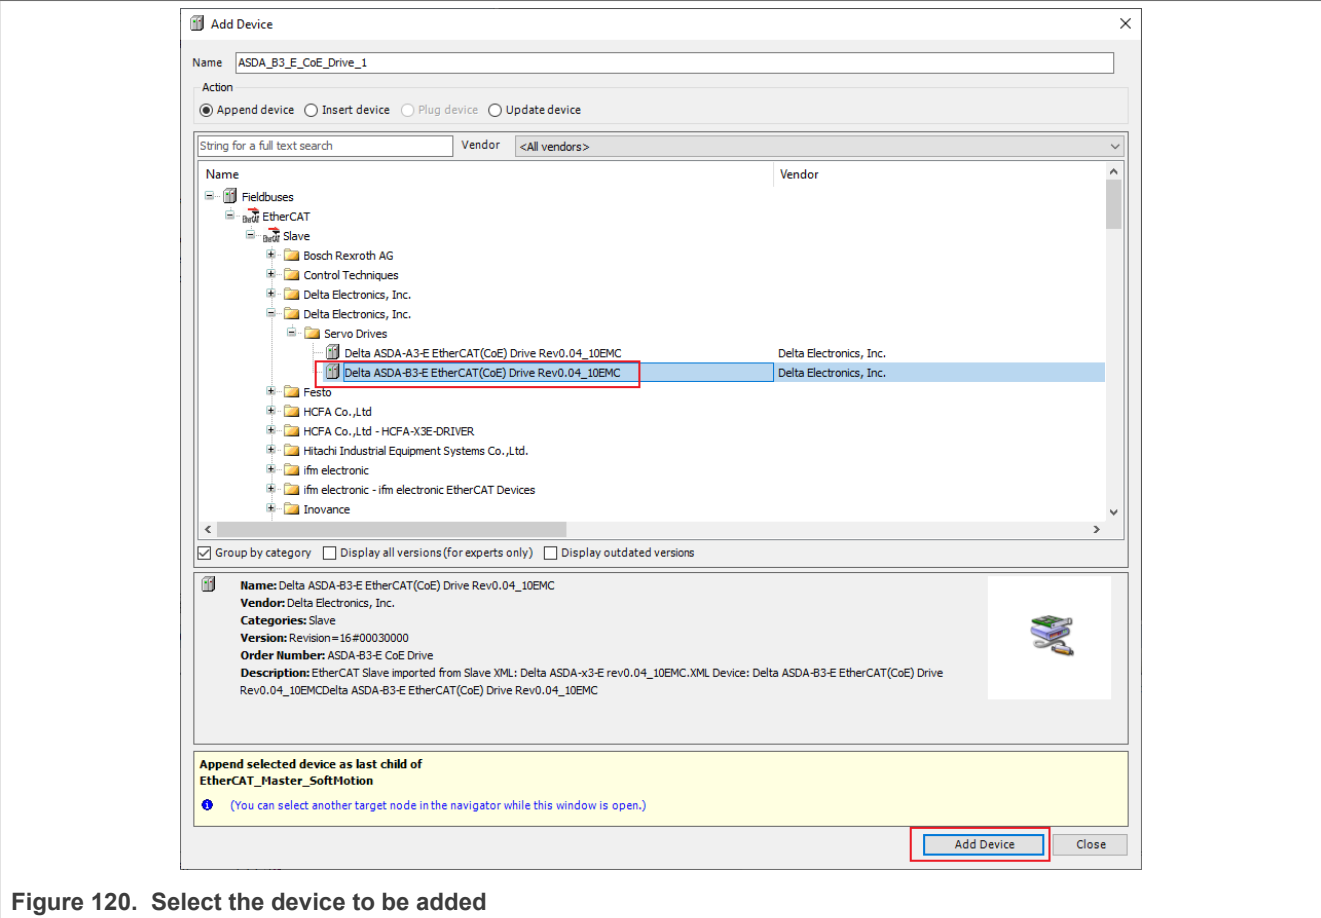 Add Device
Name ASDA_B3_E_CoE_Drive_1
Action
Append device Insert device Plug device Update device
String for a full text search Vendor <All vendors>
Name Vendor
Fieldbuses
EtherCAT
Slave
Bosch Rexroth AG
Control Techniques
Delta Electronics, Inc.
Delta Electronics, Inc.
Servo Drives
Delta ASDA-A3-E EtherCAT(CoE) Drive Rev0.04_10EMC Delta Electronics, Inc.
Delta ASDA-B3-E EtherCAT(CoE) Drive Rev0.04_10EMC Delta Electronics, Inc.
Festo
HCFA Co.,Ltd
HCFA Co.,Ltd - HCFA-X3E-DRIVER
Hitachi Industrial Equipment Systems Co.,Ltd.
ifm electronic
ifm electronic - ifm electronic EtherCAT Devices
Inovance
Group by category Display all versions (for experts only) Display outdated versions
Name: Delta ASDA-B3-E EtherCAT(CoE) Drive Rev0.04_10EMC
Vendor: Delta Electronics, Inc.
Categories: Slave
Version: Revision=16#00030000
Order Number: ASDA-B3-E CoE Drive
Description: EtherCAT Slave imported from Slave XML: Delta ASDA-x3-E rev0.04_10EMC.XML Device: Delta ASDA-B3-E EtherCAT(CoE) Drive
Rev0.04_10EMCDelta ASDA-B3-E EtherCAT(CoE) Drive Rev0.04_10EMC
Append selected device as last child of
EtherCAT_Master_SoftMotion
(You can select another target node in the navigator while this window is open.)
Add Device Close
Figure 120. Select the device to be added